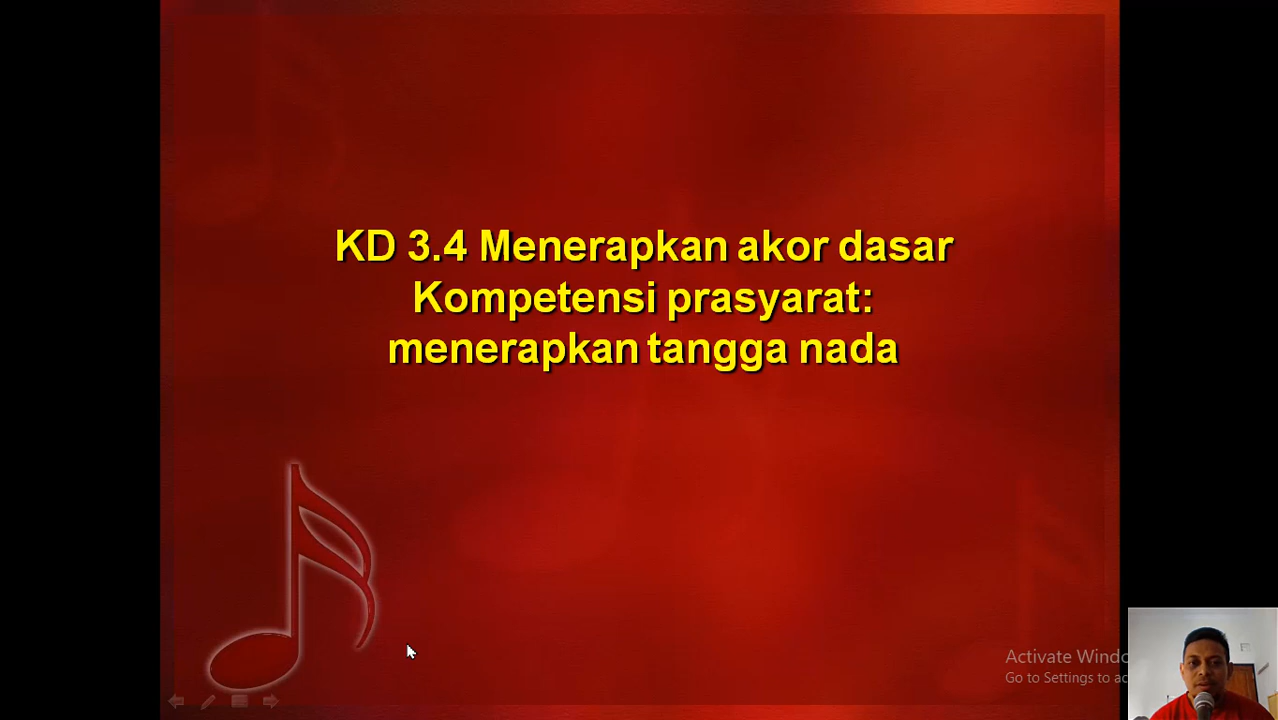 KD 3.4 Menerapkan akor dasar
Kompetensi prasyarat:
menerapkan tangga nada
Activate Windo
Go to Settings to ac